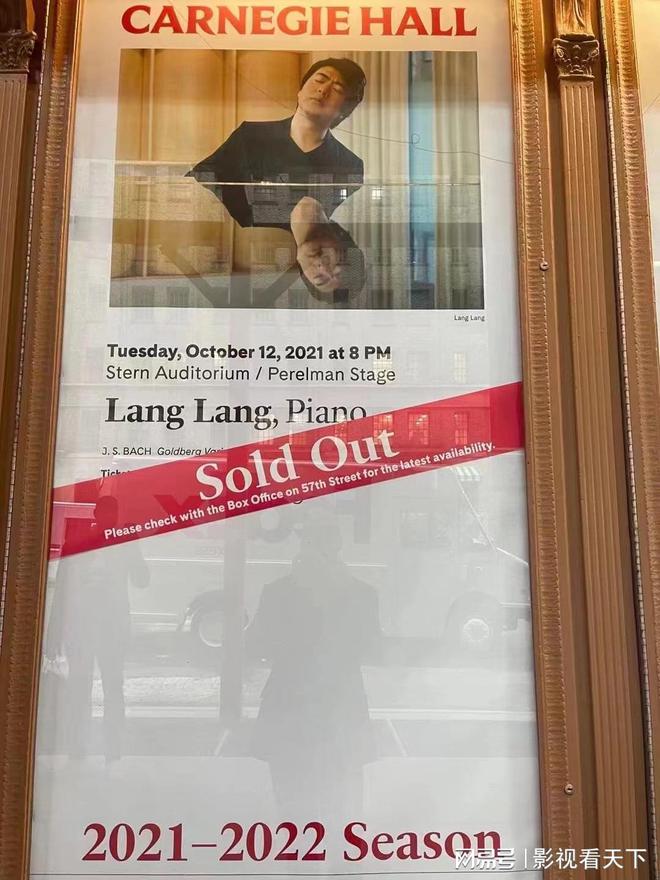 CARNEGIE HALL
Lang Lang
Tuesday, October 12, 2021 at 8 PM
Stern Auditorium / Perelman Stage
Lang Lang, Piano
J. S. BACH Goldberg
Sold Out
Please check with the Box Office on 57th Street for the latest availability.
2021–2022 Season
网易号 | 影视看天下